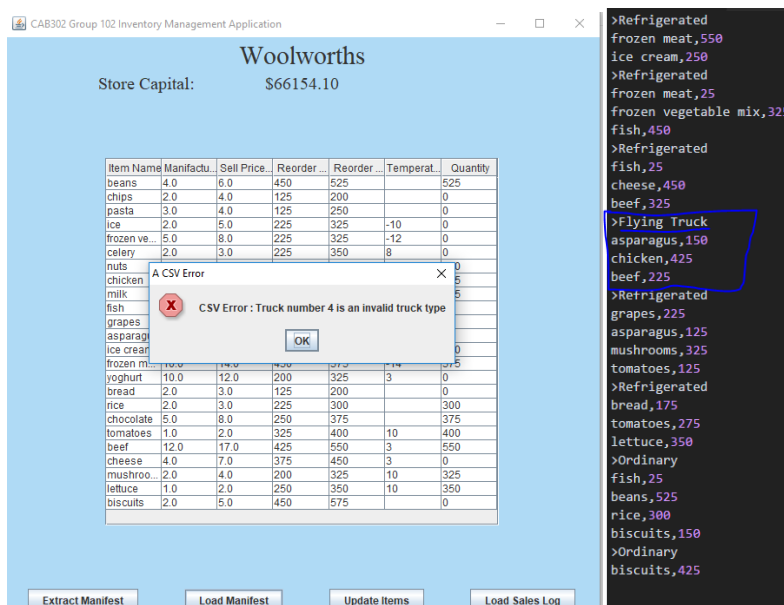 CAB302 Group 102 Inventory Management Application
Woolworths
Store Capital: $66154.10
Item Name Manifactu... Sell Price... Reorder ... Reorder ... Temperat... Quantity
beans 4.0 6.0 450 525 525
chips 2.0 4.0 125 200 0
pasta 3.0 4.0 125 250 0
ice 2.0 5.0 225 325 -10 0
frozen ve... 5.0 8.0 225 325 -12 0
celery 2.0 3.0 225 350 8 0
nuts
chicken
milk
fish
grapes
A CSV Error
CSV Error : Truck number 4 is an invalid truck type
OK
frozen m...
yoghurt 10.0 12.0 200 325 3 0
bread 2.0 3.0 125 200 0
rice 2.0 3.0 225 300 300
chocolate 5.0 8.0 250 375 375
tomatoes 1.0 2.0 325 400 10 400
beef 12.0 17.0 425 550 3 550
cheese 4.0 7.0 375 450 3 0
mushroo... 2.0 4.0 200 325 10 325
lettuce 1.0 2.0 250 350 10 350
biscuits 2.0 5.0 450 575 0
Extract Manifest Load Manifest Update Items Load Sales Log
>Refrigerated
frozen meat,550
ice cream,250
>Refrigerated
frozen meat,25
frozen vegetable mix,32
fish,450
>Refrigerated
fish,25
cheese,450
beef,325
>Flying Truck
asparagus,150
chicken,425
beef,225
>Refrigerated
grapes,225
asparagus,125
mushrooms,325
tomatoes,125
>Refrigerated
bread,175
tomatoes,275
lettuce,350
>Ordinary
fish,25
beans,525
rice,300
biscuits,150
>Ordinary
biscuits,425